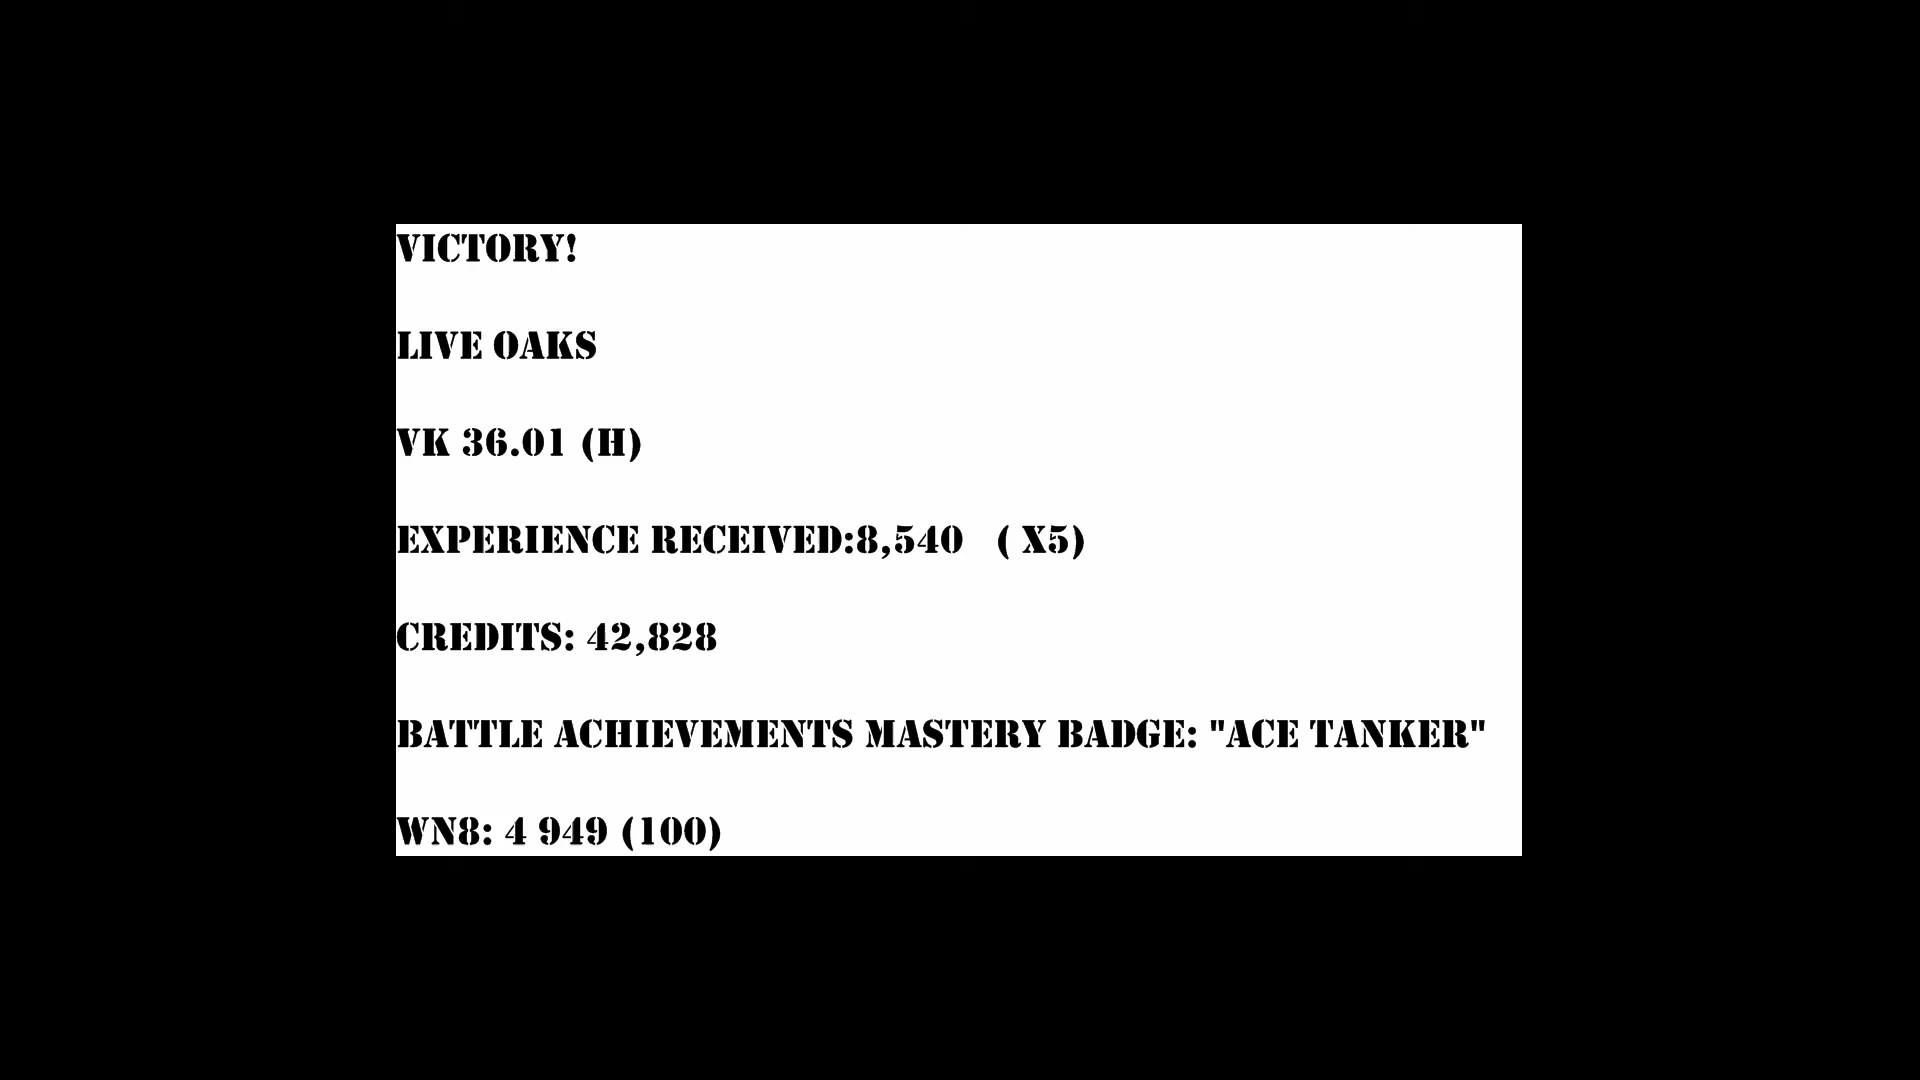 VICTORY!
LIVE OAKS
VK 36.01 (H)
EXPERIENCE RECEIVED:8,540 ( X5)
CREDITS: 42,828
BATTLE ACHIEVEMENTS MASTERY BADGE: "ACE TANKER"
WN8: 4 949 (100)